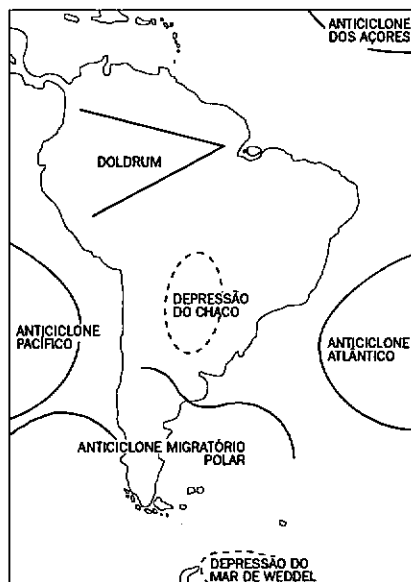 ANTICICLONE
DOS AÇORES
DOLDRUM
DEPRESSÃO
DO CHACO
ANTICICLONE
PACÍFICO
ANTICICLONE
ATLÂNTICO
ANTICICLONE MIGRATÓRIO
POLAR
DEPRESSÃO DO
MAR DE WEDDEL